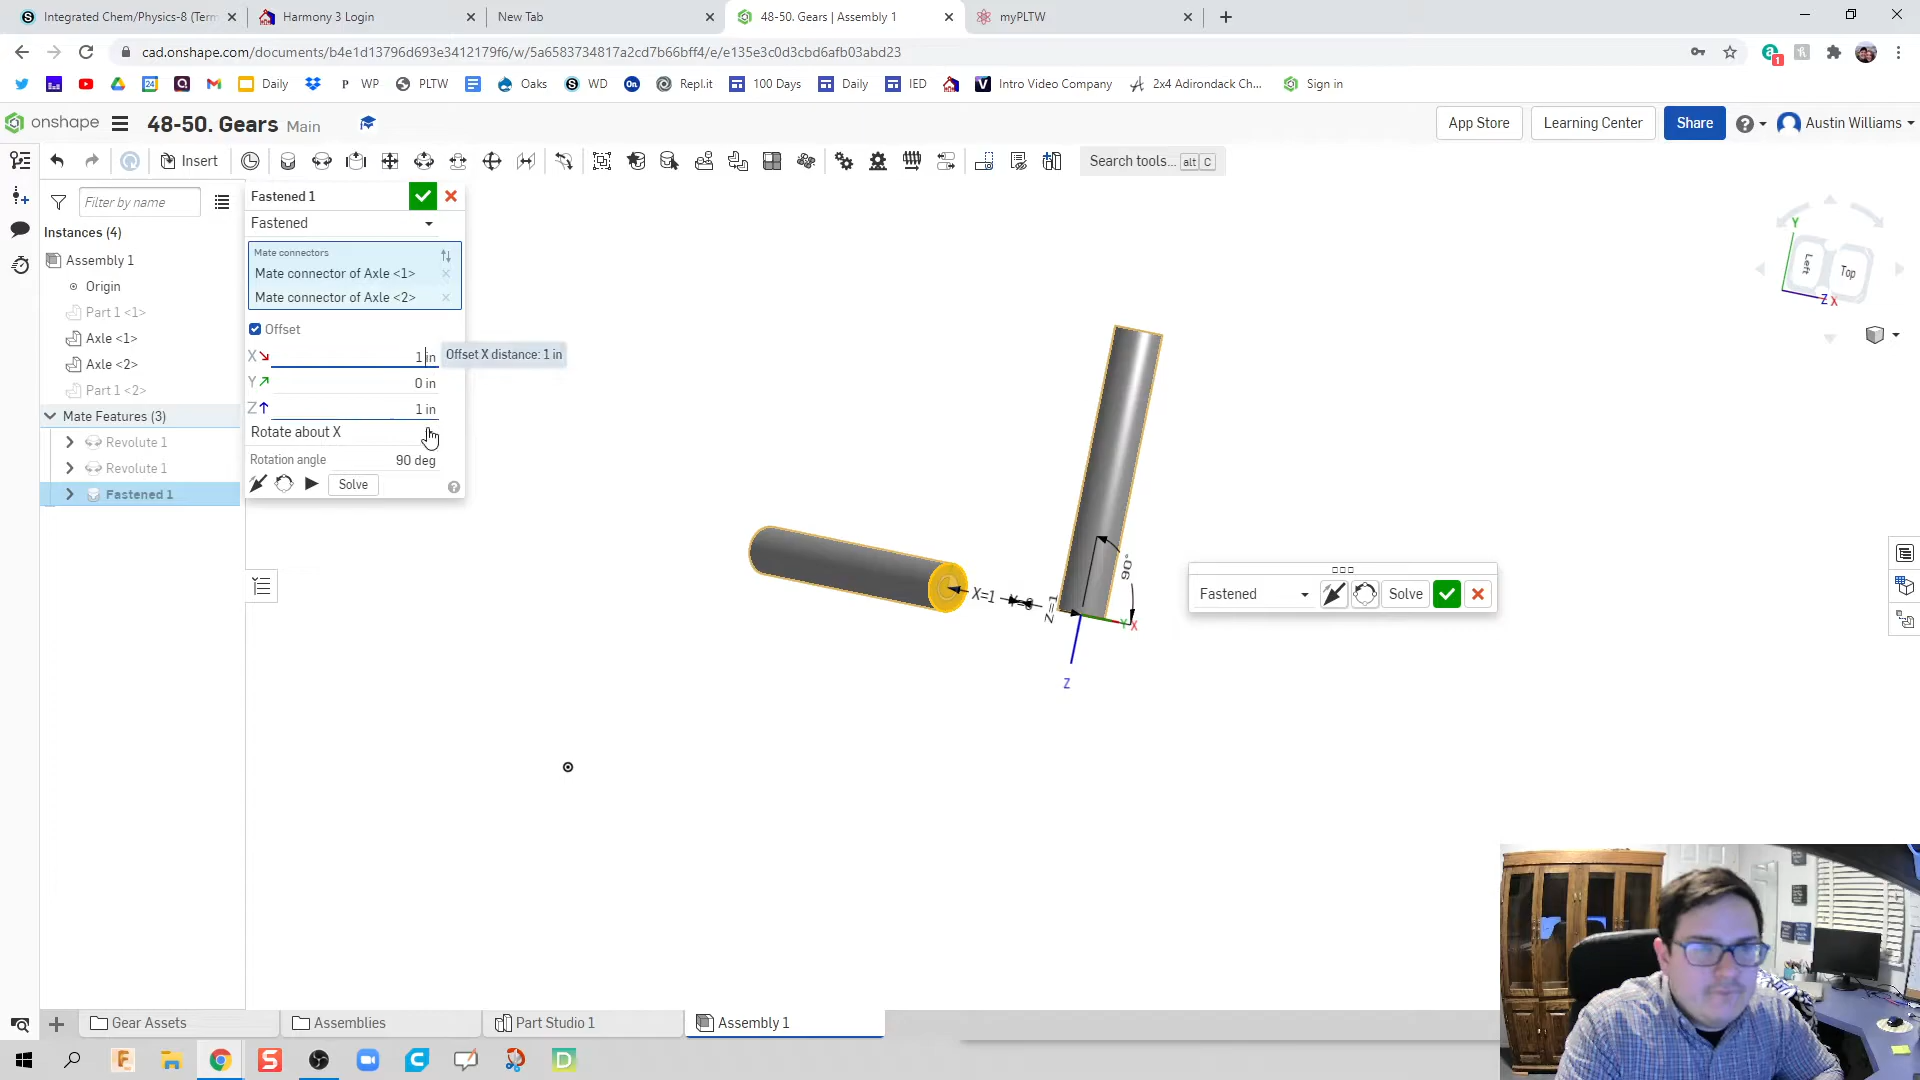 Integrated Chem/Physics-8 (Tern
Harmony 3 Login
New Tab
48-50. Gears | Assembly 1
myPLTW
cad.onshape.com/documents/b4e1d13796d693e3412179f6/w/5a6583734817a2cd7b66bff4/e/e135e3c0d3cbd6afb03abd23
1
Daily
P WP
PLTW
Oaks
WD
On
Repl.it
100 Days
Daily
IED
Intro Video Company
2x4 Adirondack Ch...
Sign in
onshape
48-50. Gears Main
App Store
Learning Center
Share
Austin Williams
Insert
Search tools... alt C
Filter by name
Instances (4)
Assembly 1
Origin
Part 1 <1>
Axle <1>
Axle <2>
Part 1 <2>
Mate Features (3)
Revolute 1
Revolute 1
Fastened 1
Fastened 1
Fastened
Mate connectors
Mate connector of Axle <1>
Mate connector of Axle <2>
Offset
X 1 in
Offset X distance: 1 in
Y 0 in
Z 1 in
Rotate about X
Rotation angle 90 deg
Solve
X=1
Z=1
90°
Y X
Z
Fastened
Solve
Y
Left
Top
Z X
Gear Assets
Assemblies
Part Studio 1
Assembly 1